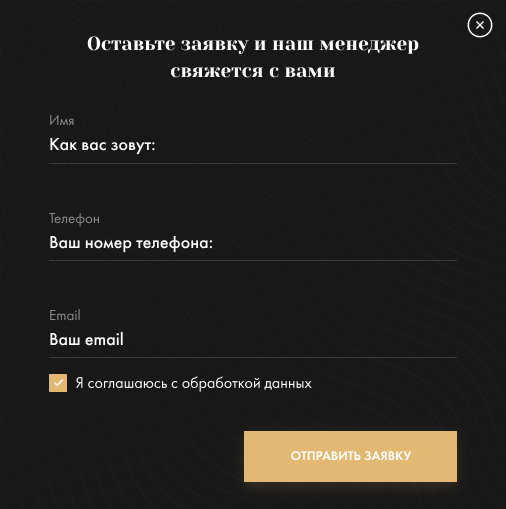 Оставьте заявку и наш менеджер
свяжется с вами
Имя
Как вас зовут:
Телефон
Ваш номер телефона:
Email
Ваш email
Я соглашаюсь с обработкой данных
ОТПРАВИТЬ ЗАЯВКУ